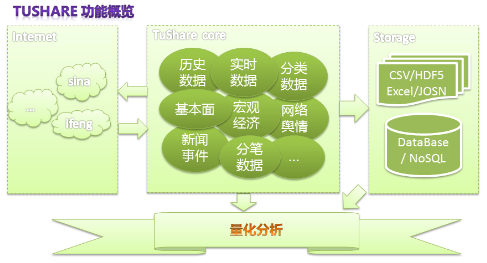 TUSHARE 功能概览
Internet
TuShare core
Storage
sina
...
ifeng
历史
数据
实时
数据
分类
数据
基本面
宏观
经济
网络
舆情
新闻
事件
分笔
数据
...
CSV/HDF5
Excel/JOSN
DataBase
/ NoSQL
量化分析